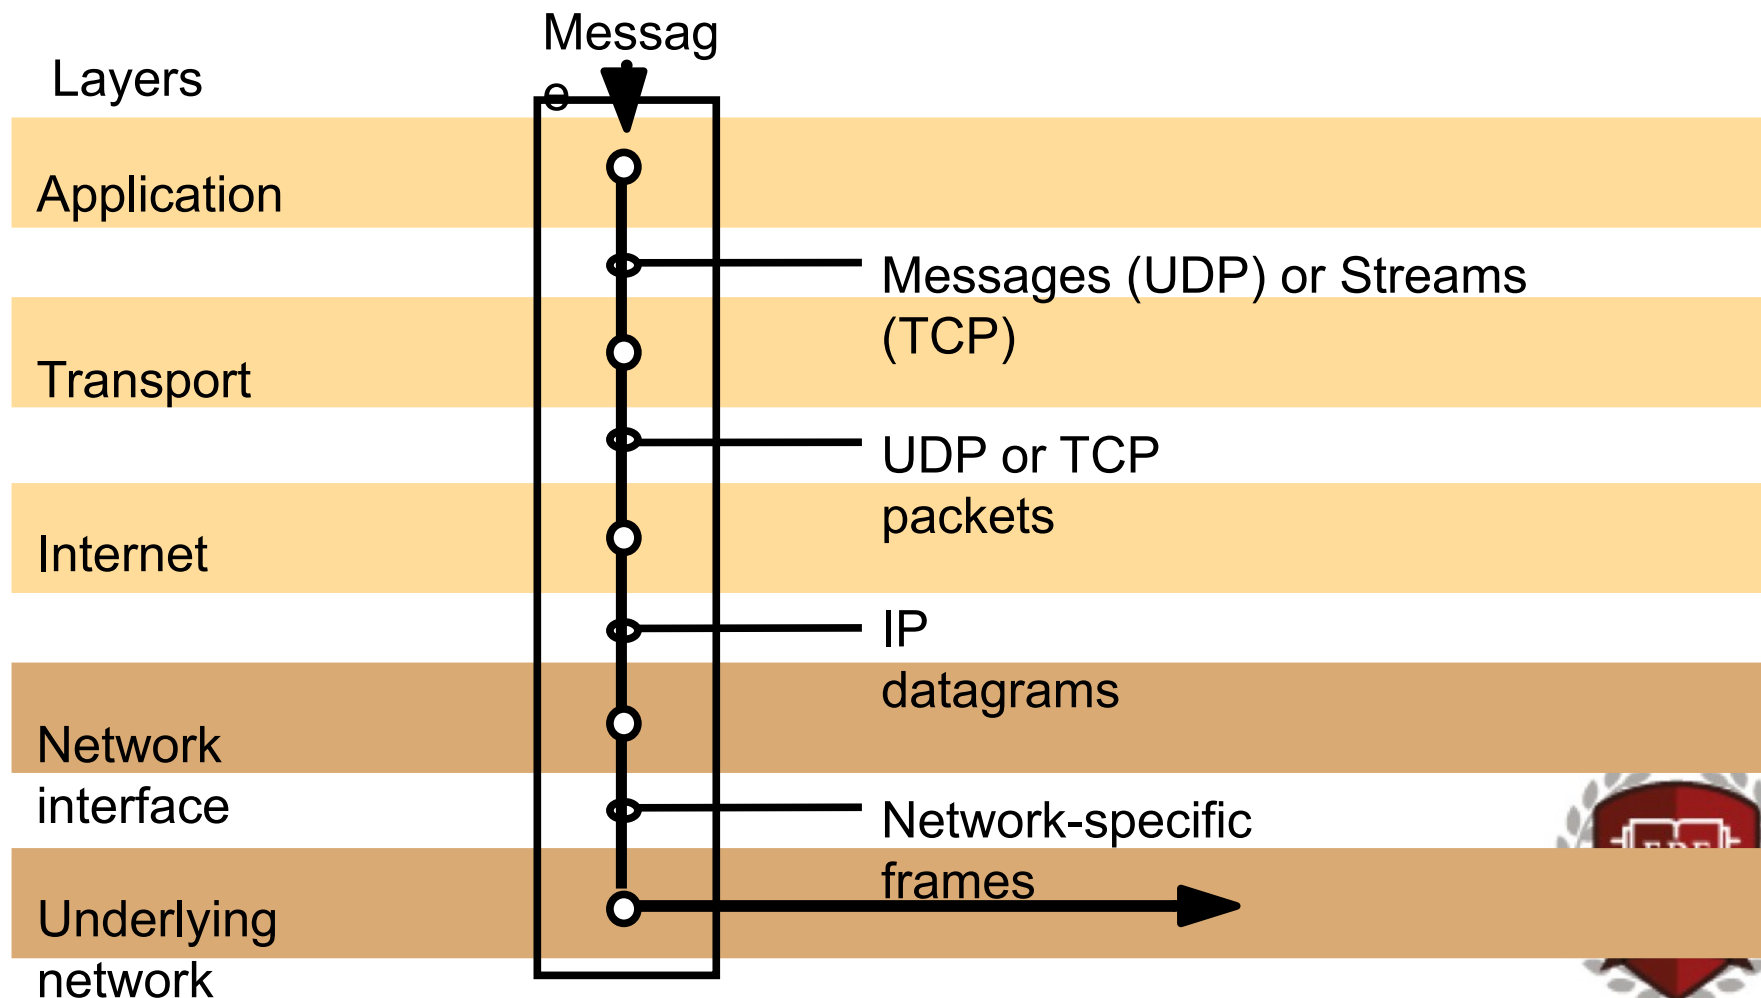 Messag
e
Layers
Application
Messages (UDP) or Streams
(TCP)
Transport
UDP or TCP
packets
Internet
IP
datagrams
Network
interface
Network-specific
frames
Underlying
network